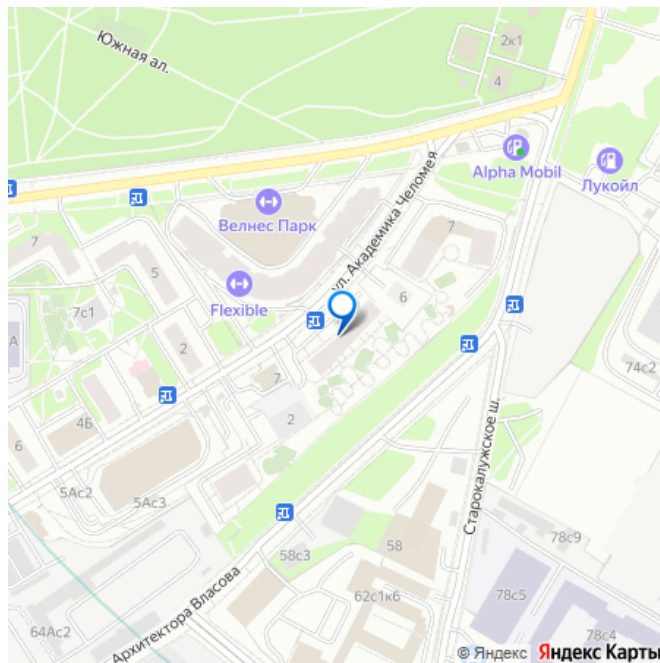 Южная ал.
2к1
4
Alpha Mobil
Лукойл
Велнес Парк
ул. Академика Челомея
7
7
5
Flexible
7с1
6
А
2
74с2
7
4Б
2
6
5Ас2
5Ас3
Старокалужское ш.
58
78с9
58с3
Архитектора Власова
62с1к6
78с5
64Ас2
78с4
© Яндекс Яндекс Карты